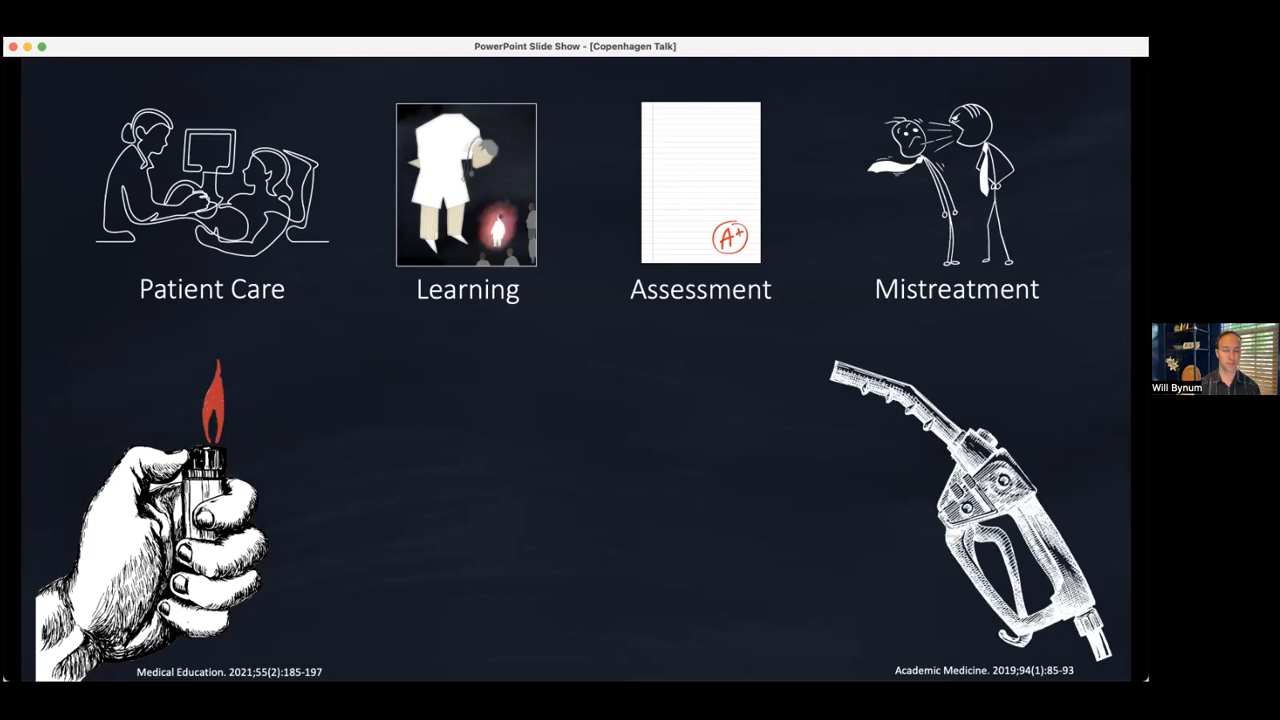 PowerPoint Slide Show - [Copenhagen Talk]
A+
Patient Care
Learning
Assessment
Mistreatment
Will Bynum
Medical Education. 2021;55(2):185-197
Academic Medicine. 2019;94(1):85-93